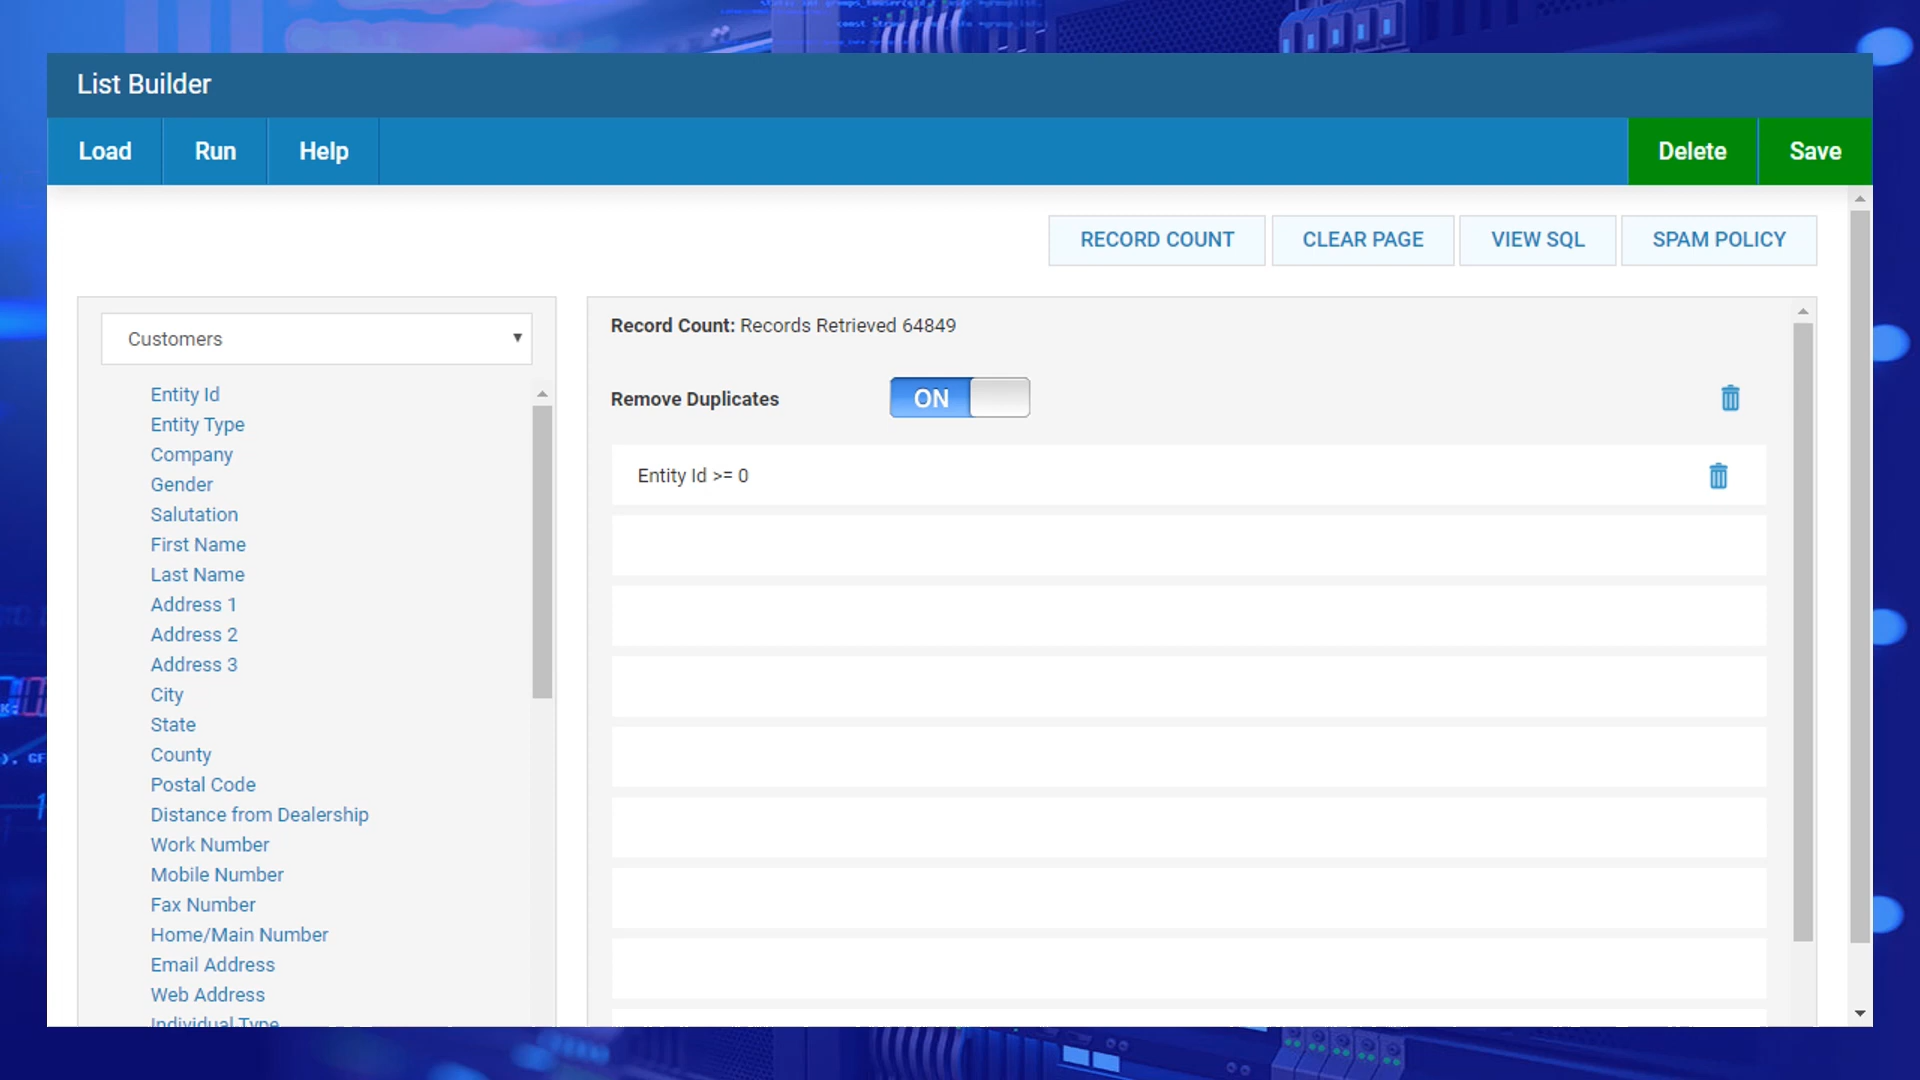 List Builder
Load Run Help Delete Save
RECORD COUNT CLEAR PAGE VIEW SQL SPAM POLICY
Customers
Entity Id
Entity Type
Company
Gender
Salutation
First Name
Last Name
Address 1
Address 2
Address 3
City
State
County
Postal Code
Distance from Dealership
Work Number
Mobile Number
Fax Number
Home/Main Number
Email Address
Web Address
Individual Type
Record Count: Records Retrieved 64849
Remove Duplicates ON
Entity Id >= 0